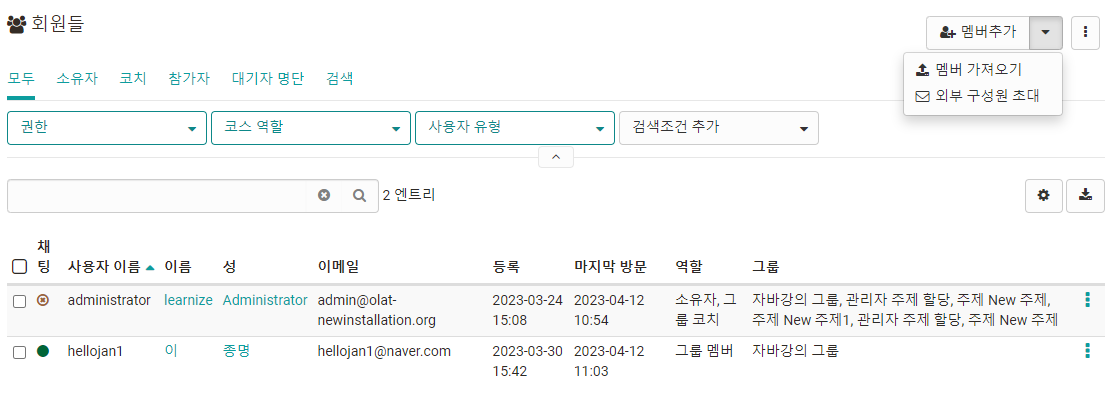 회원들
멤버추가
멤버 가져오기
외부 구성원 초대
모두 소유자 코치 참가자 대기자 명단 검색
권한 코스 역할 사용자 유형 검색조건 추가
2 엔트리
채팅 사용자 이름 이름 성 이메일 등록 마지막 방문 역할 그룹
administrator learnize Administrator admin@olat- 2023-03-24 2023-04-12 소유자, 그 자바강의 그룹, 관리자 주제 할당, 주제 New 주제,
newinstallation.org 15:08 10:54 룹 코치 주제 New 주제1, 관리자 주제 할당, 주제 New 주제
hellojan1 이 종명 hellojan1@naver.com 2023-03-30 2023-04-12 그룹 멤버 자바강의 그룹
15:42 11:03